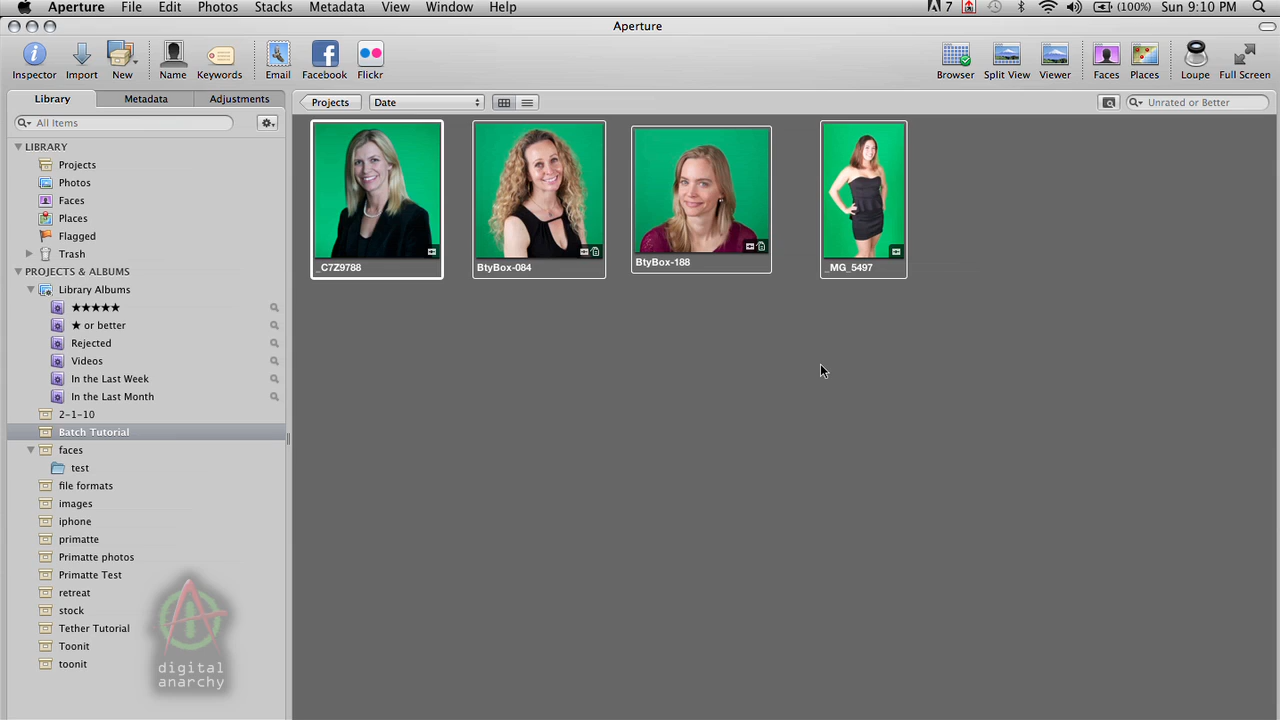 Aperture File Edit Photos Stacks Metadata View Window Help 7 (100%) Sun 9:10 PM
Aperture
Inspector Import New Name Keywords Email Facebook Flickr Browser Split View Viewer Faces Places Loupe Full Screen
Library Metadata Adjustments
Projects Date Unrated or Better
All Items
LIBRARY
Projects
Photos
Faces
Places
Flagged
Trash
PROJECTS & ALBUMS
Library Albums
★★★★★
★ or better
Rejected
Videos
In the Last Week
In the Last Month
2-1-10
Batch Tutorial
faces
test
file formats
images
iphone
primatte
Primatte photos
Primatte Test
retreat
stock
Tether Tutorial
Toonit
toonit
_C7Z9788
BtyBox-084
BtyBox-188
_MG_5497
digital
anarchy